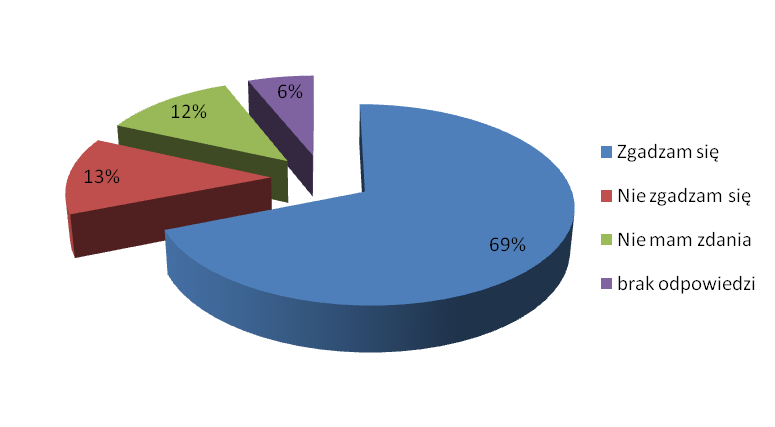 6%
12%
13%
69%
Zgadzam się
Nie zgadzam się
Nie mam zdania
brak odpowiedzi